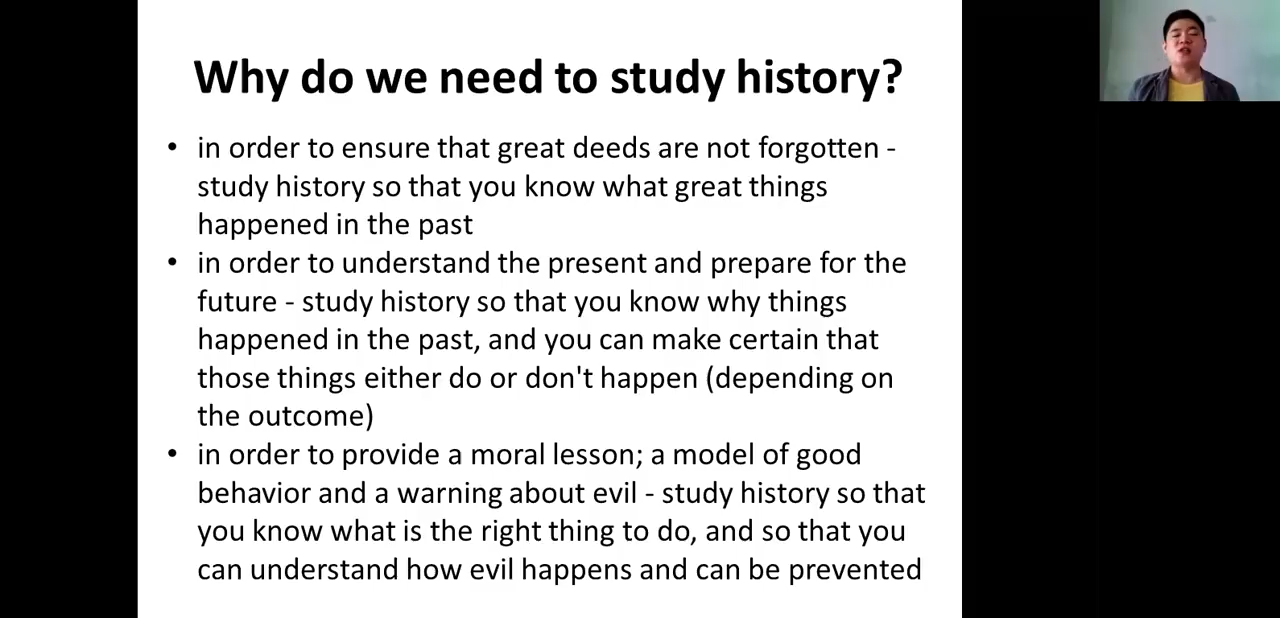 Why do we need to study history?
• in order to ensure that great deeds are not forgotten -
study history so that you know what great things
happened in the past
• in order to understand the present and prepare for the
future - study history so that you know why things
happened in the past, and you can make certain that
those things either do or don't happen (depending on
the outcome)
• in order to provide a moral lesson; a model of good
behavior and a warning about evil - study history so that
you know what is the right thing to do, and so that you
can understand how evil happens and can be prevented